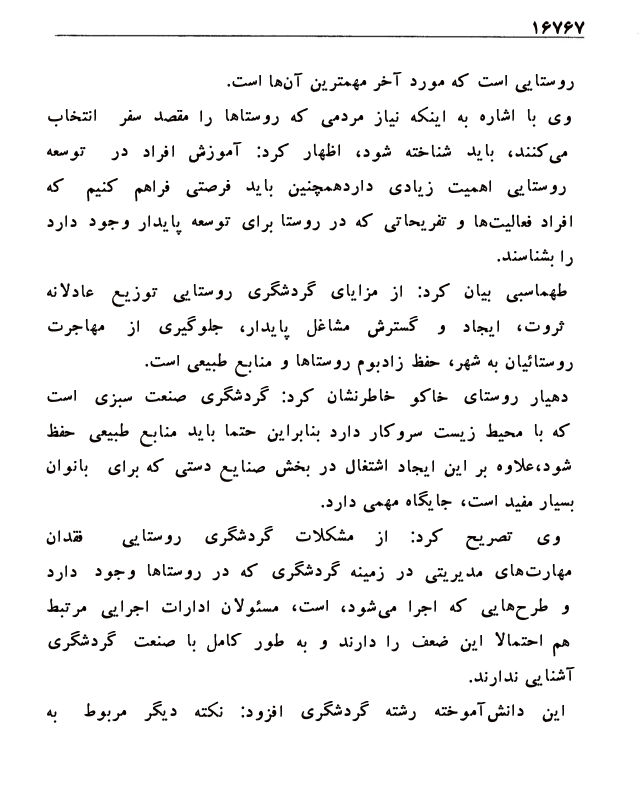 ۱۶۷۶۷
روستایی است که مورد آخر مهمترین آن‌ها است.
وی با اشاره به اینکه نیاز مردمی که روستاها را مقصد سفر انتخاب
می‌کنند، باید شناخته شود، اظهار کرد: آموزش افراد در توسعه
روستایی اهمیت زیادی داردهمچنین باید فرصتی فراهم کنیم که
افراد فعالیت‌ها و تفریحاتی که در روستا برای توسعه پایدار وجود دارد
را بشناسند.
طهماسبی بیان کرد: از مزایای گردشگری روستایی توزیع عادلانه
ثروت، ایجاد و گسترش مشاغل پایدار، جلوگیری از مهاجرت
روستائیان به شهر، حفظ زادبوم روستاها و منابع طبیعی است.
دهیار روستای خاکو خاطرنشان کرد: گردشگری صنعت سبزی است
که با محیط زیست سروکار دارد بنابراین حتما باید منابع طبیعی حفظ
شود،علاوه بر این ایجاد اشتغال در بخش صنایع دستی که برای بانوان
بسیار مفید است، جایگاه مهمی دارد.
وی تصریح کرد: از مشکلات گردشگری روستایی فقدان
مهارت‌های مدیریتی در زمینه گردشگری که در روستاها وجود دارد
و طرح‌هایی که اجرا می‌شود، است، مسئولان ادارات اجرایی مرتبط
هم احتمالا این ضعف را دارند و به طور کامل با صنعت گردشگری
آشنایی ندارند.
این دانش‌آموخته رشته گردشگری افزود: نکته دیگر مربوط به